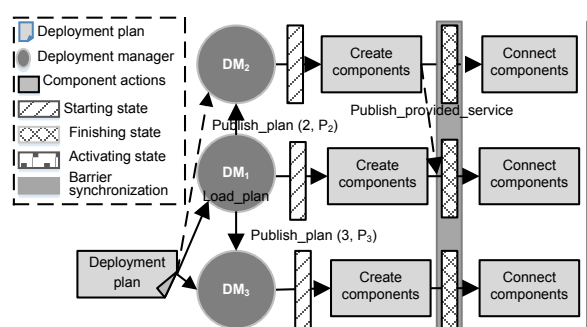 Deployment plan
Deployment manager
Component actions
Starting state
Finishing state
Activating state
Barrier
synchronization
DM2
Create
components
Connect
components
Publish_provided_service
Publish_plan (2, P2)
DM1
Load_plan
Create
components
Connect
components
Publish_plan (3, P3)
Deployment
plan
DM3
Create
components
Connect
components